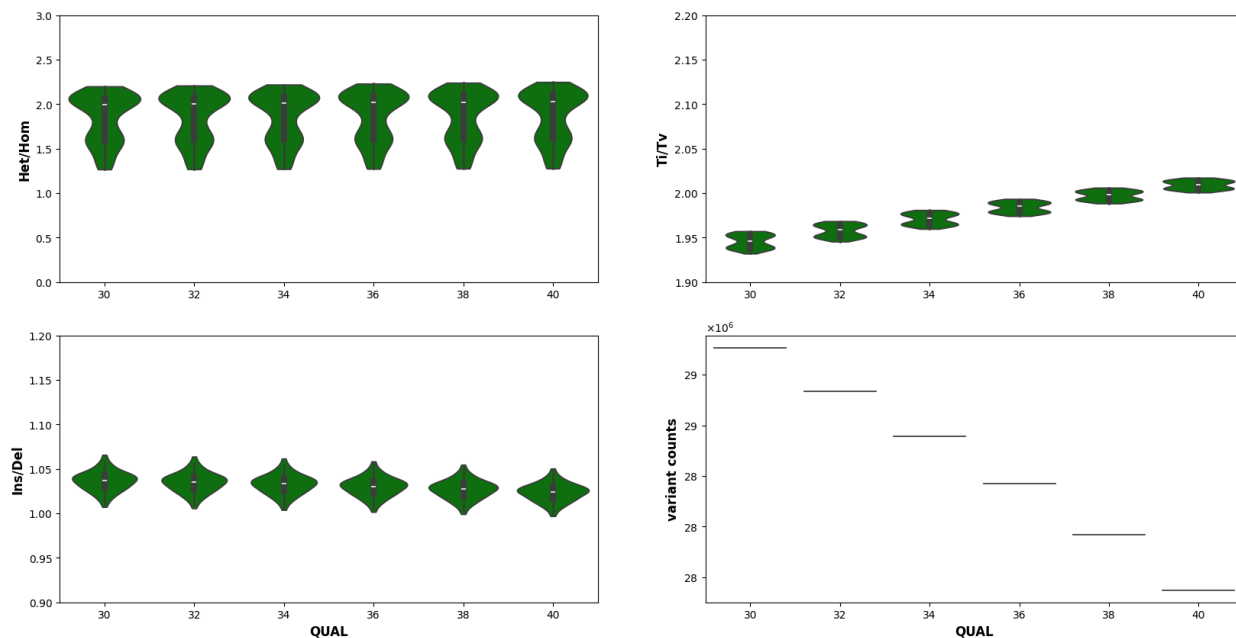 3.0
2.5
2.0
1.5
1.0
0.5
0.0
Het/Hom
30 32 34 36 38 40
2.20
2.15
2.10
2.05
2.00
1.95
1.90
Ti/Tv
30 32 34 36 38 40
1.20
1.15
1.10
1.05
1.00
0.95
0.90
Ins/Del
30 32 34 36 38 40
QUAL
×10⁶
29
29
28
28
28
variant counts
30 32 34 36 38 40
QUAL